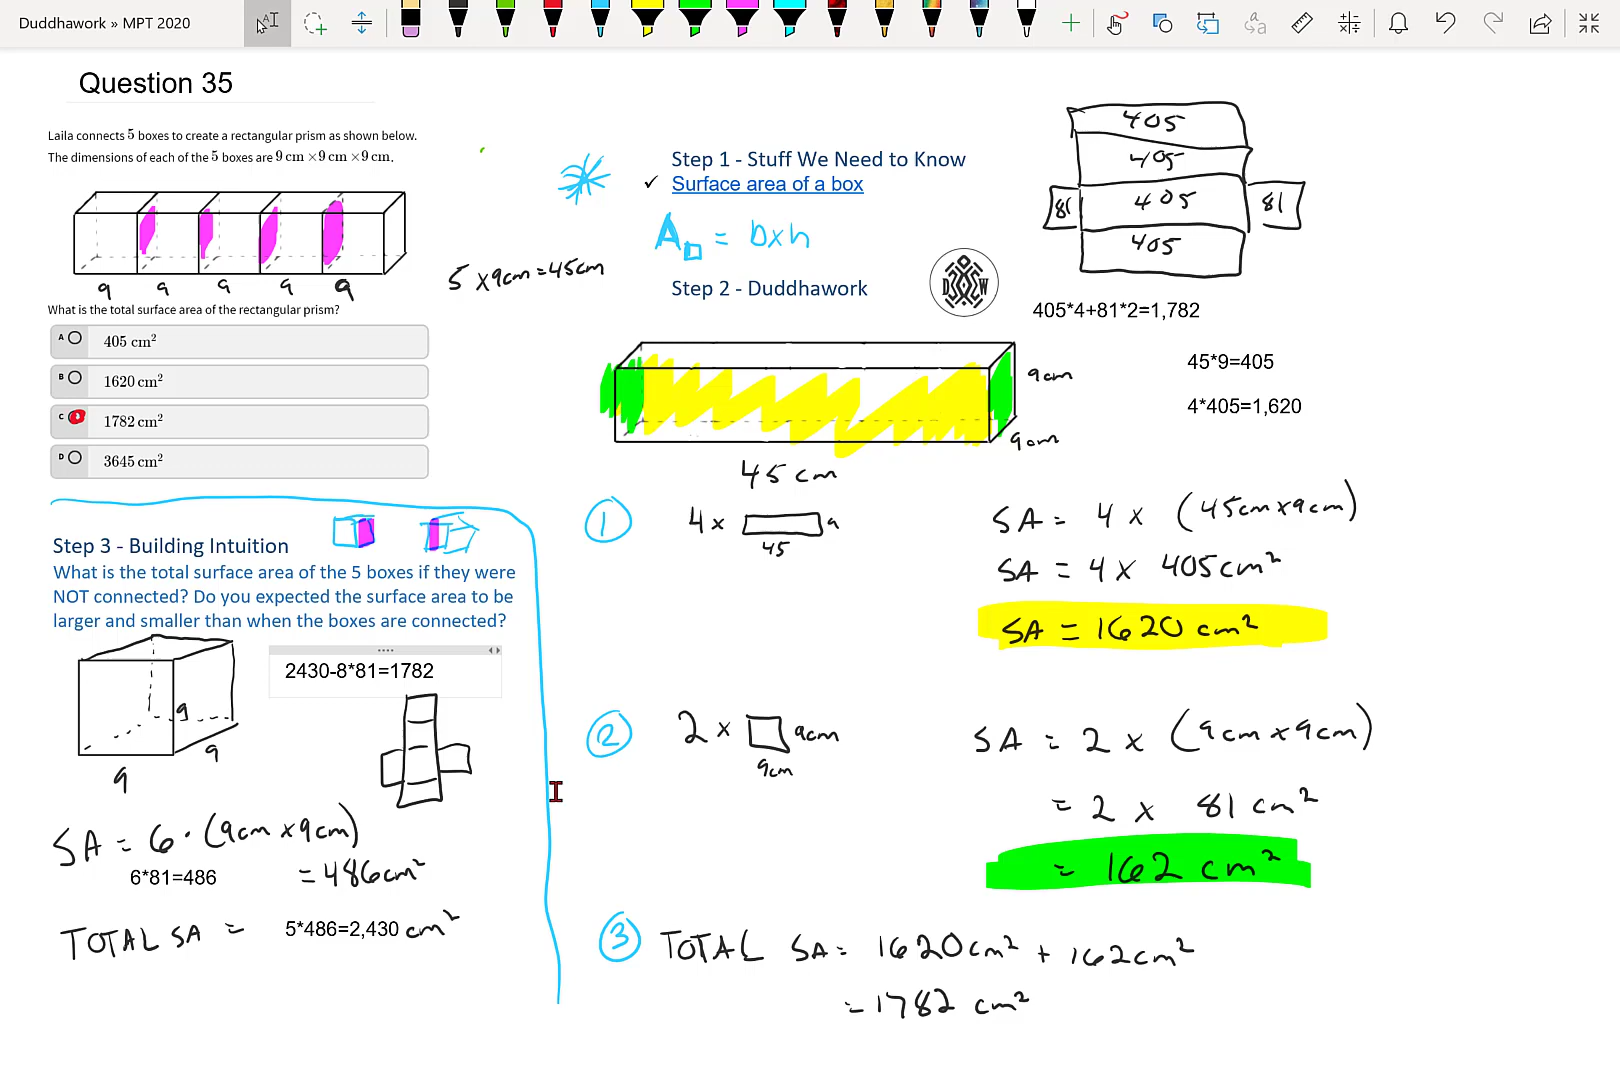 Duddhawork » MPT 2020
Question 35
Laila connects 5 boxes to create a rectangular prism as shown below.
The dimensions of each of the 5 boxes are 9 cm ×9 cm ×9 cm.
9 9 9 9 9
5 x9cm=45cm
What is the total surface area of the rectangular prism?
A 405 cm²
B 1620 cm²
C 1782 cm²
D 3645 cm²
Step 1 - Stuff We Need to Know
✓ Surface area of a box
A□ = bxh
Step 2 - Duddhawork
D W
405
405
81 405 81
405
405*4+81*2=1,782
45*9=405
4*405=1,620
9cm
9cm
45 cm
1 4x 9
45
SA = 4 x (45cmx9cm)
SA = 4 x 405cm²
SA = 1620 cm²
2 2x 9cm
9cm
SA = 2 x (9cmx9cm)
= 2 x 81 cm²
= 162 cm²
3 TOTAL SA= 1620cm² + 162cm²
=1782 cm²
Step 3 - Building Intuition
What is the total surface area of the 5 boxes if they were
NOT connected? Do you expected the surface area to be
larger and smaller than when the boxes are connected?
2430-8*81=1782
9
9
9
SA = 6·(9cmx9cm)
6*81=486 =486cm²
TOTAL SA = 5*486=2,430 cm²